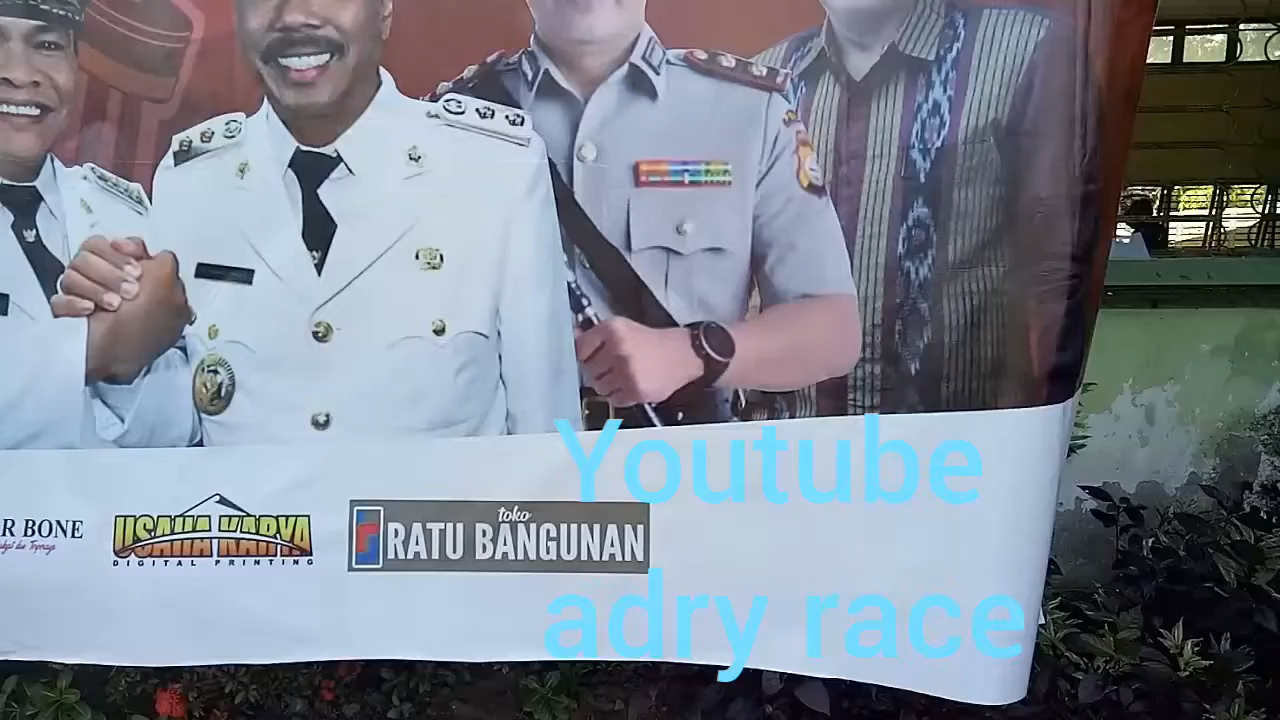 R BONE
USAHA KARYA
DIGITAL PRINTING
toko
RATU BANGUNAN
Youtube
adry race